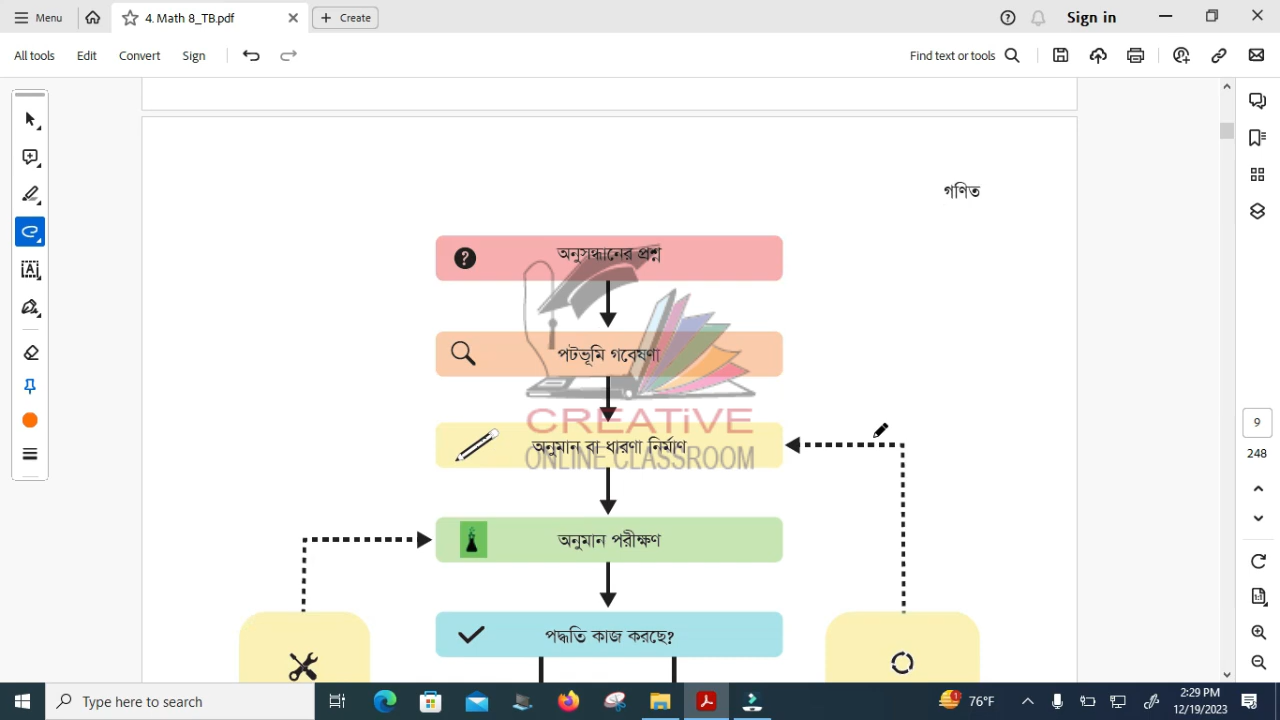 Menu
4. Math 8_TB.pdf
Create
Sign in
All tools
Edit
Convert
Sign
Find text or tools
গণিত
অনুসন্ধানের প্রশ্ন
পটভূমি গবেষণা
CREATiVE
অনুমান বা ধারণা নির্মাণ
ONLINE CLASSROOM
অনুমান পরীক্ষণ
পদ্ধতি কাজ করছে?
9
248
Type here to search
76°F
2:29 PM
12/19/2023